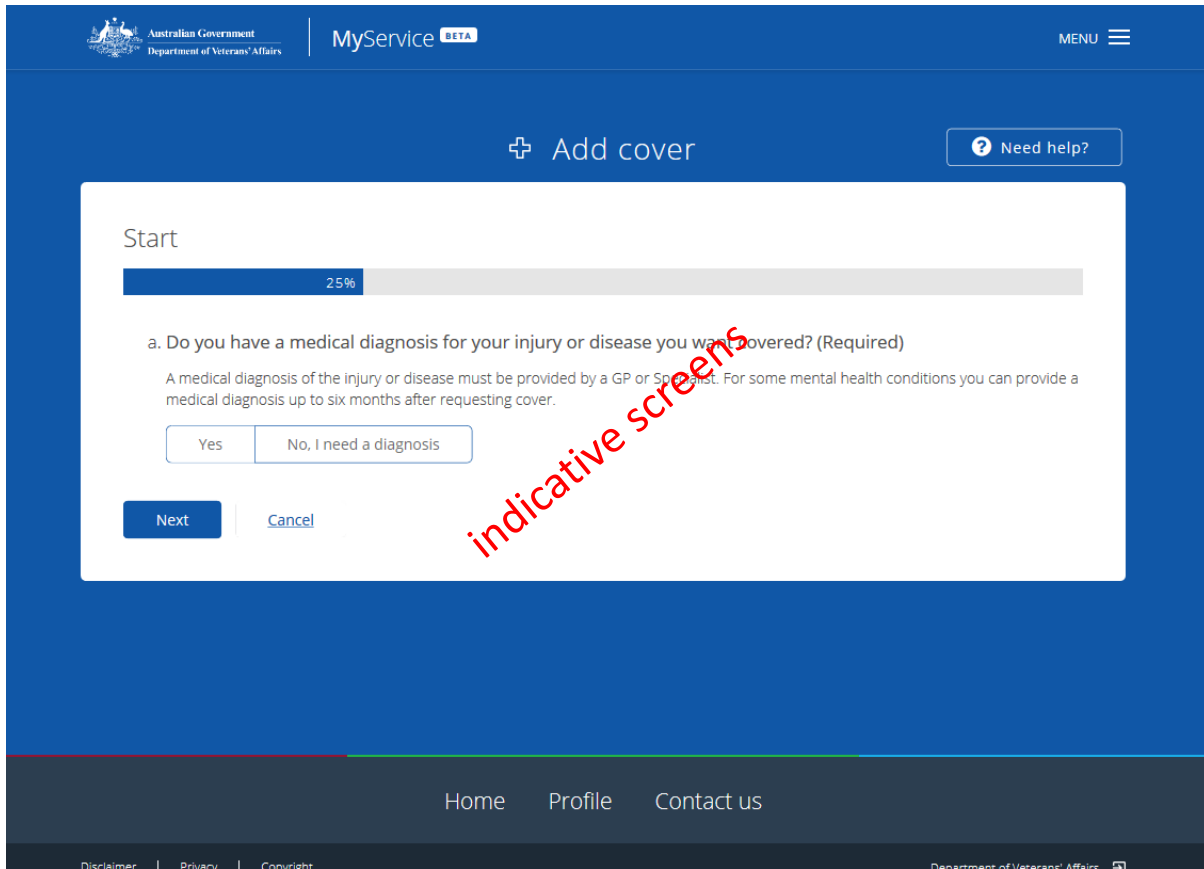 Australian Government
Department of Veterans' Affairs
MyService BETA
MENU
Add cover
Need help?
Start
25%
a. Do you have a medical diagnosis for your injury or disease you want covered? (Required)
A medical diagnosis of the injury or disease must be provided by a GP or Specialist. For some mental health conditions you can provide a
medical diagnosis up to six months after requesting cover.
Yes
No, I need a diagnosis
Next
Cancel
indicative screens
Home
Profile
Contact us
Disclaimer | Privacy | Copyright
Department of Veterans' Affairs